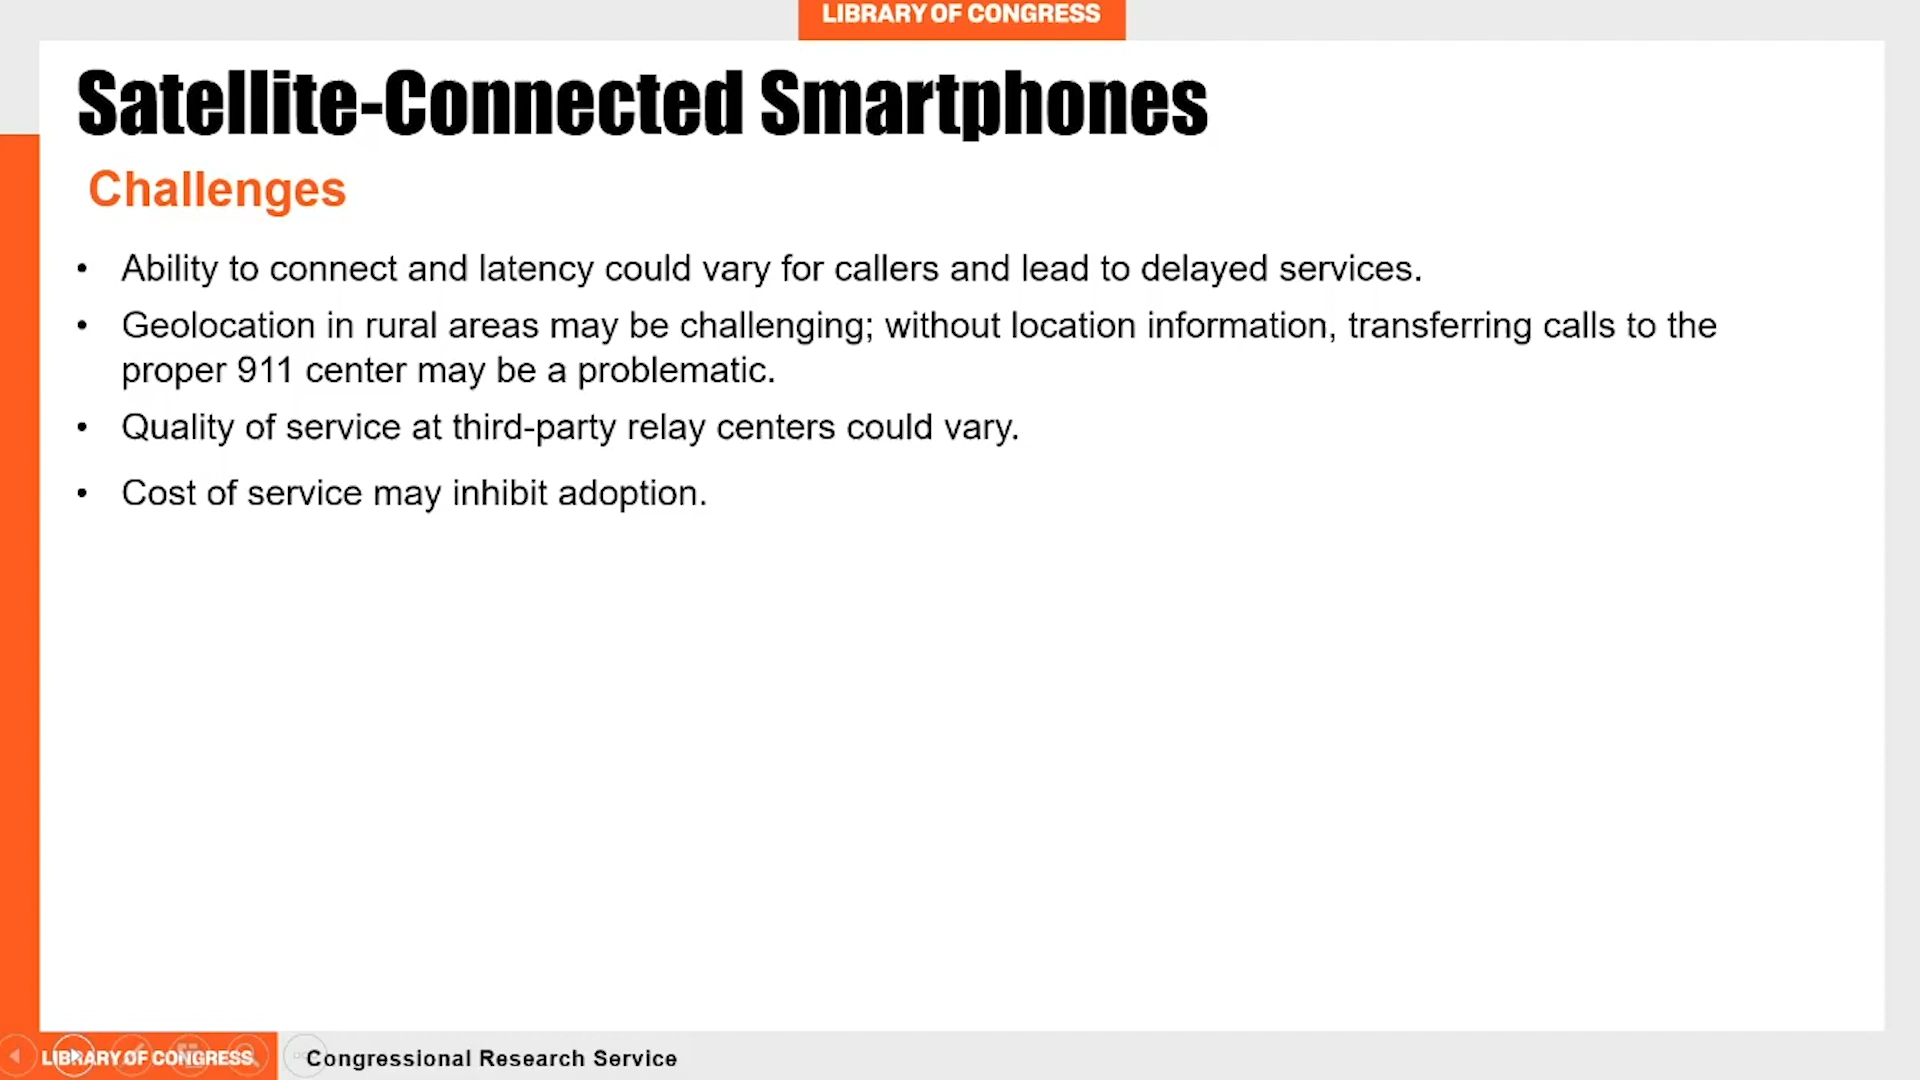 LIBRARY OF CONGRESS
Satellite-Connected Smartphones
Challenges
• Ability to connect and latency could vary for callers and lead to delayed services.
• Geolocation in rural areas may be challenging; without location information, transferring calls to the
proper 911 center may be a problematic.
• Quality of service at third-party relay centers could vary.
• Cost of service may inhibit adoption.
LIBRARY OF CONGRESS
Congressional Research Service